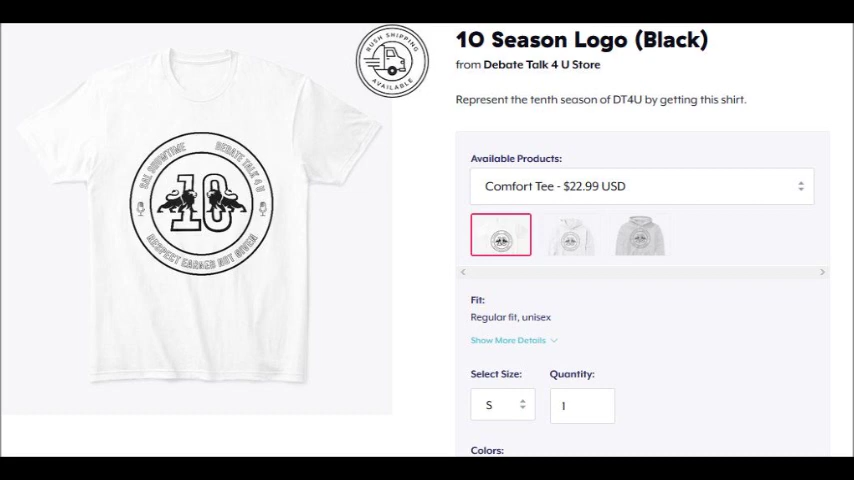 RUSH SHIPPING
AVAILABLE
10 Season Logo (Black)
from Debate Talk 4 U Store
Represent the tenth season of DT4U by getting this shirt.
SAL SHOWTIME
DEBATE TALK 4 U
10
RESPECT EARNED NOT GIVEN
Available Products:
Comfort Tee - $22.99 USD
Fit:
Regular fit, unisex
Show More Details
Select Size:
Quantity:
S
1
Colors: